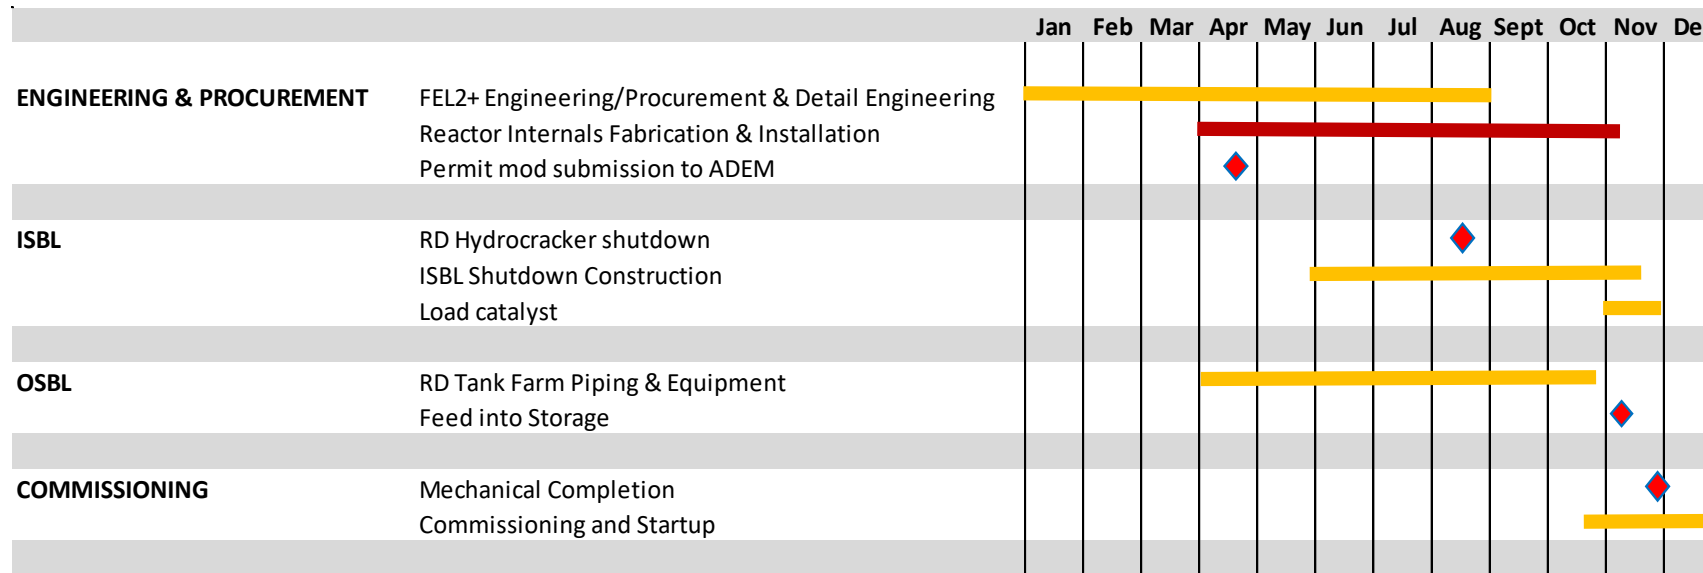 Jan Feb Mar Apr May Jun Jul Aug Sept Oct Nov De
ENGINEERING & PROCUREMENT FEL2+ Engineering/Procurement & Detail Engineering
Reactor Internals Fabrication & Installation
Permit mod submission to ADEM
ISBL RD Hydrocracker shutdown
ISBL Shutdown Construction
Load catalyst
OSBL RD Tank Farm Piping & Equipment
Feed into Storage
COMMISSIONING Mechanical Completion
Commissioning and Startup